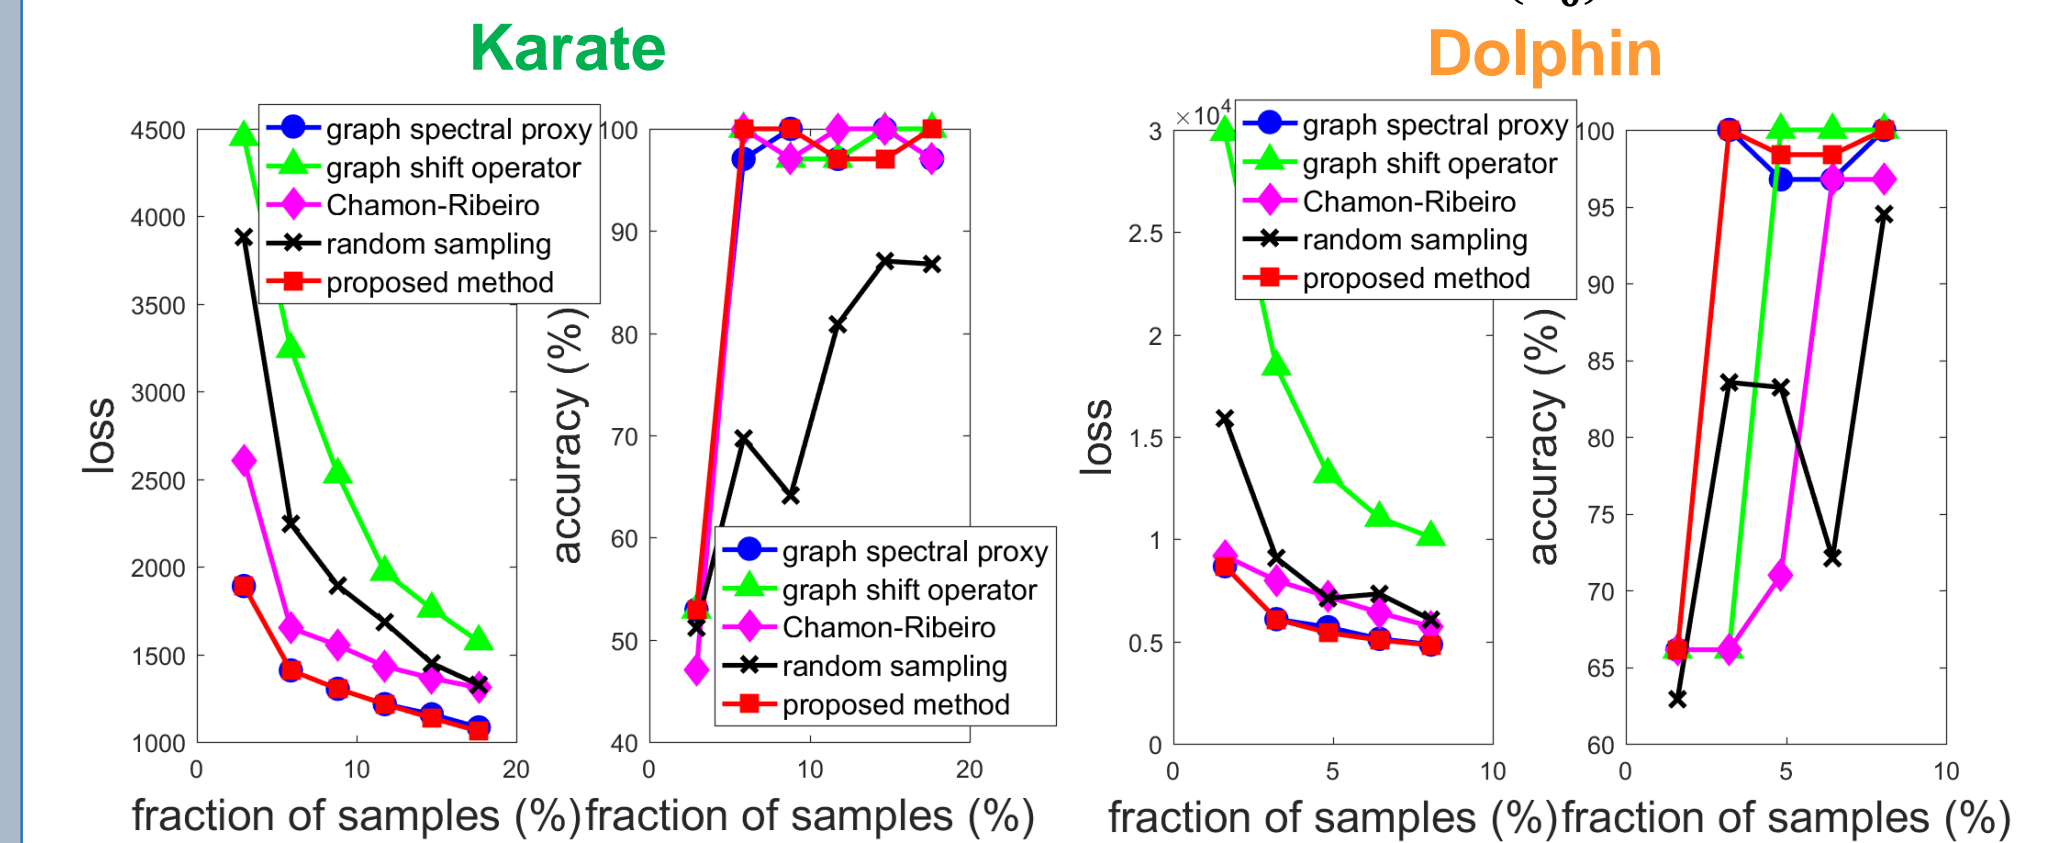 Karate
Dolphin
4500
4000
3500
3000
2500
2000
1500
1000
0
10
20
loss
fraction of samples (%)
graph spectral proxy
graph shift operator
Chamon-Ribeiro
random sampling
proposed method
100
90
80
70
60
50
40
0
10
20
accuracy (%)
fraction of samples (%)
graph spectral proxy
graph shift operator
Chamon-Ribeiro
random sampling
proposed method
×10⁴
3
2.5
2
1.5
1
0.5
0
0
5
10
loss
fraction of samples (%)
graph spectral proxy
graph shift operator
Chamon-Ribeiro
random sampling
proposed method
100
95
90
85
80
75
70
65
60
0
5
10
accuracy (%)
fraction of samples (%)